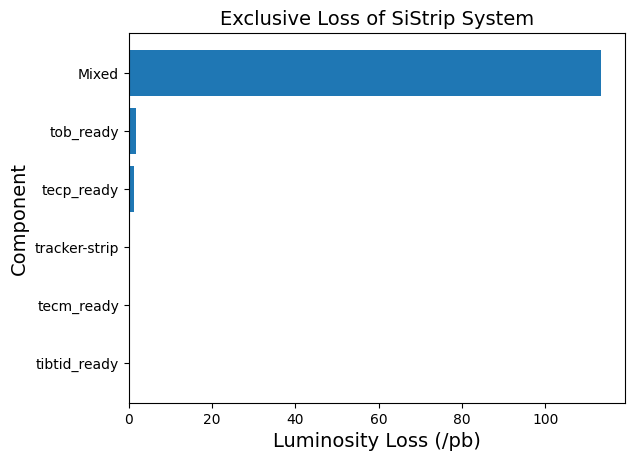 Exclusive Loss of SiStrip System
Component
Mixed
tob_ready
tecp_ready
tracker-strip
tecm_ready
tibtid_ready
0 20 40 60 80 100
Luminosity Loss (/pb)